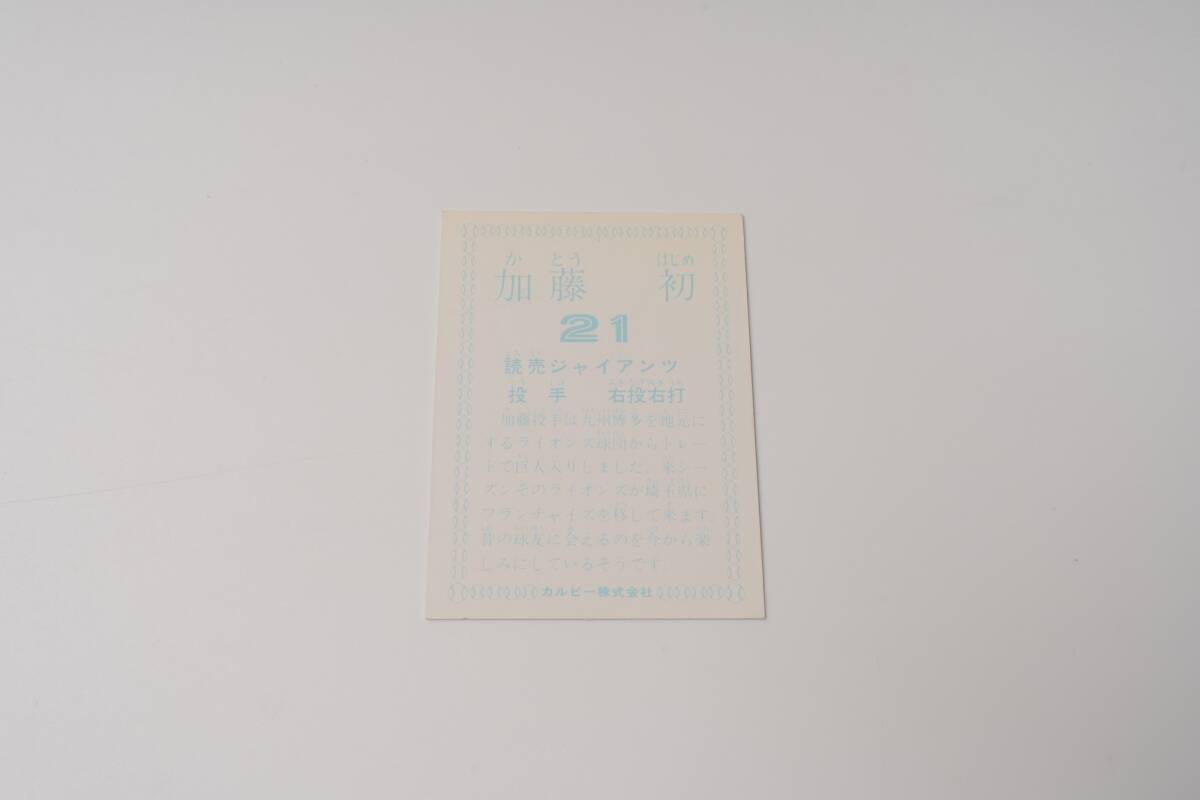 か とう はじめ
加藤 初
21
読売ジャイアンツ
投手 右投右打
加藤投手は九州博多を地元に
するライオンズ球団からトレー
ドで巨人入りしました。来シー
ズンそのライオンズが埼玉県に
フランチャイズを移して来ます。
昔の球友に会えるのを今から楽
しみにしているそうです。
カルビー株式会社